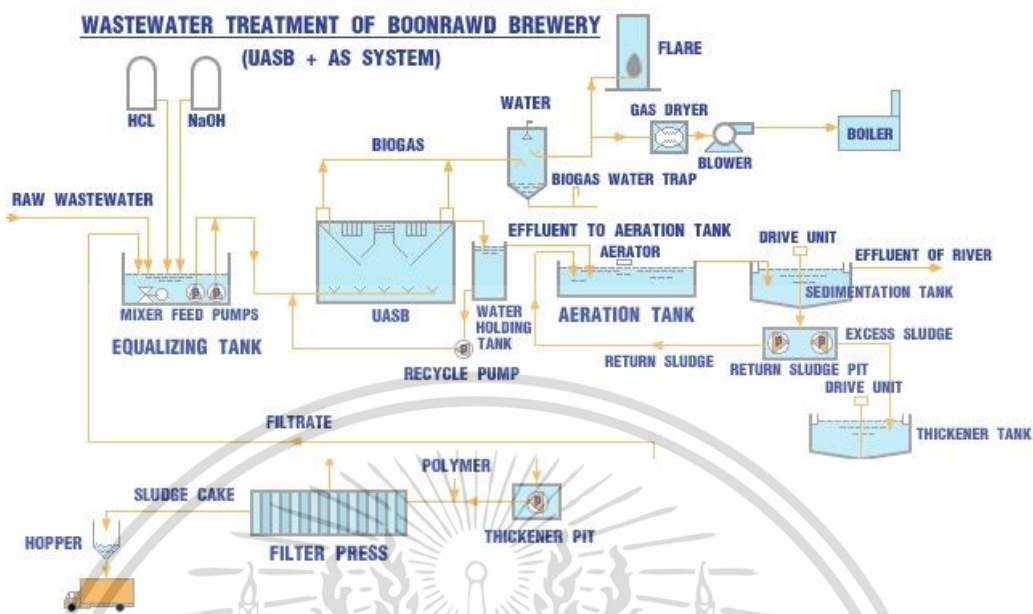 WASTEWATER TREATMENT OF BOONRAWD BREWERY
(UASB + AS SYSTEM)
FLARE
HCL
NaOH
WATER
GAS DRYER
BOILER
BIOGAS
BLOWER
BIOGAS WATER TRAP
RAW WASTEWATER
EFFLUENT TO AERATION TANK
DRIVE UNIT
AERATOR
EFFLUENT OF RIVER
SEDIMENTATION TANK
MIXER FEED PUMPS
UASB
WATER
HOLDING
TANK
AERATION TANK
EQUALIZING TANK
EXCESS SLUDGE
RETURN SLUDGE
RETURN SLUDGE PIT
RECYCLE PUMP
DRIVE UNIT
FILTRATE
THICKENER TANK
POLYMER
SLUDGE CAKE
THICKENER PIT
HOPPER
FILTER PRESS